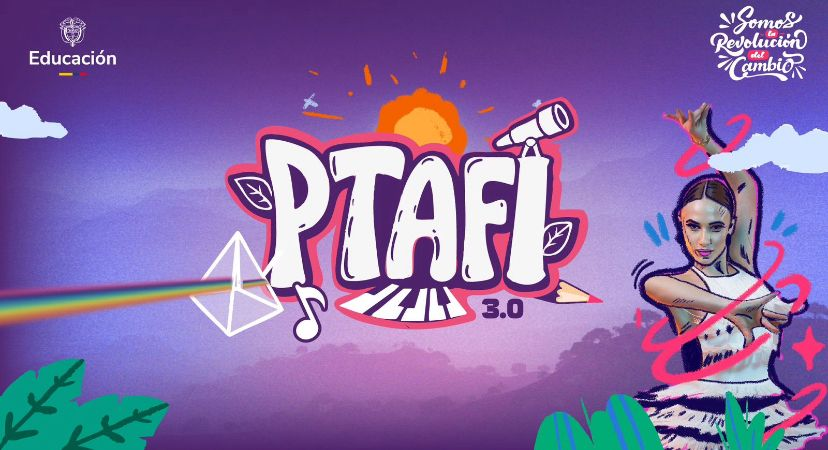 Educación
Somos
la
Revolución
del
Cambio
PTAFI
3.0